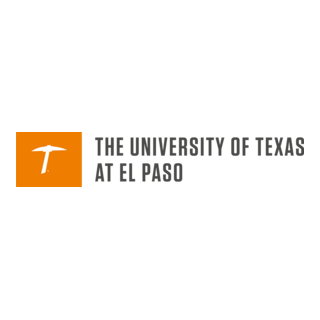 THE UNIVERSITY OF TEXAS
AT EL PASO